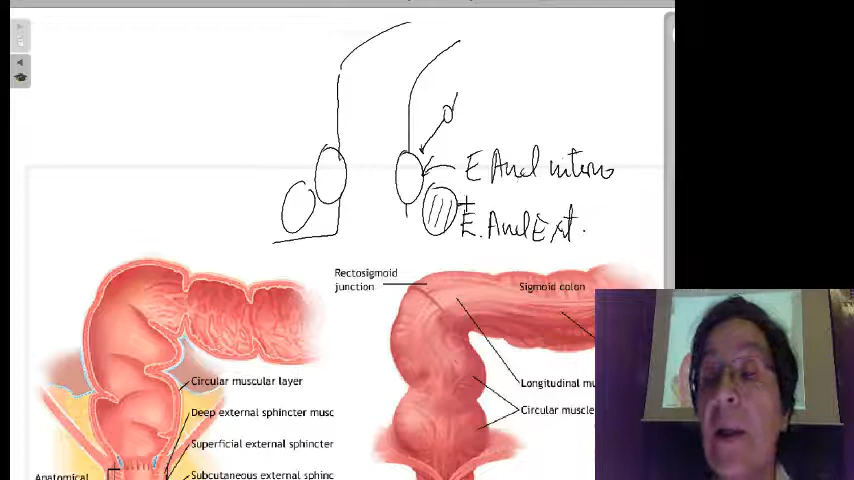 E Anal interno
E. Anal Ext.
Rectosigmoid
junction
Sigmoid colon
Circular muscular layer
Longitudinal mu
Deep external sphincter musc
Circular muscle
Superficial external sphincter
Anatomical
Subcutaneous external sphinc